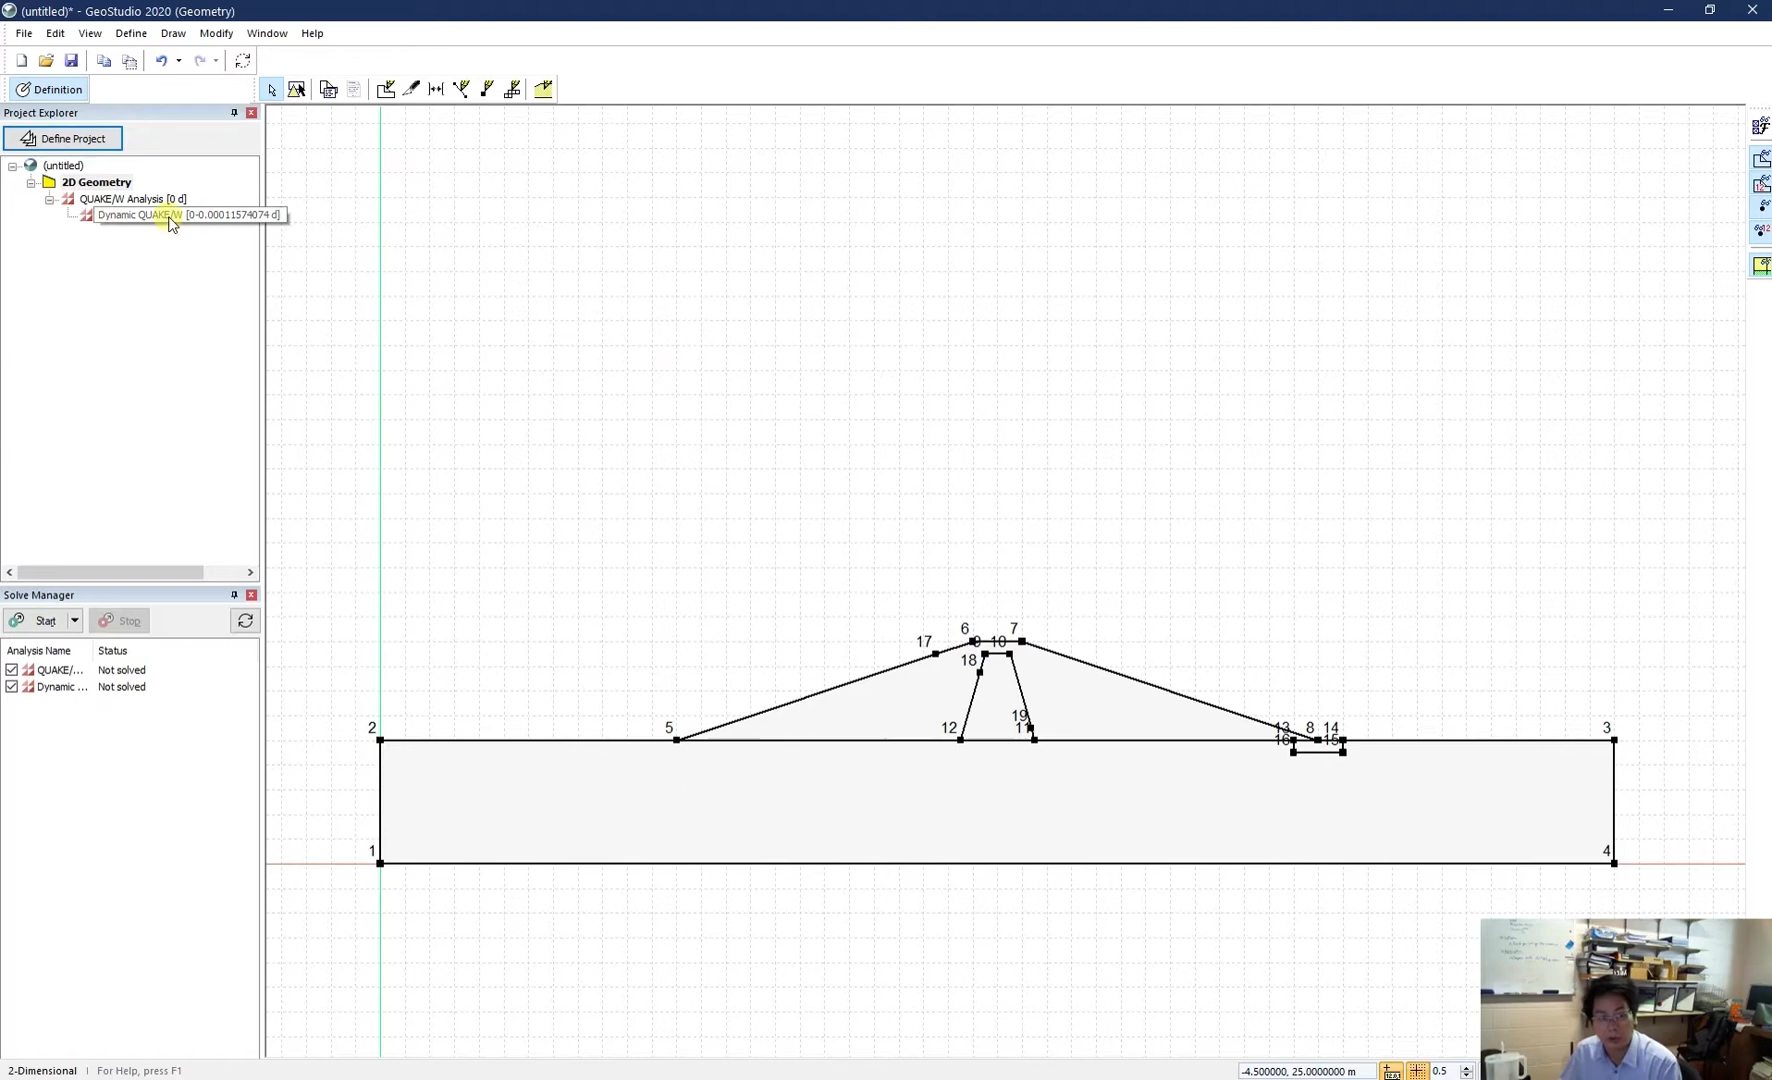 (untitled)* - GeoStudio 2020 (Geometry)
File Edit View Define Draw Modify Window Help
Definition
Project Explorer
Define Project
(untitled)
2D Geometry
QUAKE/W Analysis [0 d]
Dynamic QUAKE/W [0-0.00011574074 d]
Solve Manager
Start Stop
Analysis Name Status
QUAKE/... Not solved
Dynamic ... Not solved
6 7
17 9 10
18
19
2 5 12 11 13 8 14 3
16 15
1 4
2-Dimensional For Help, press F1
-4.500000, 25.0000000 m 0.5